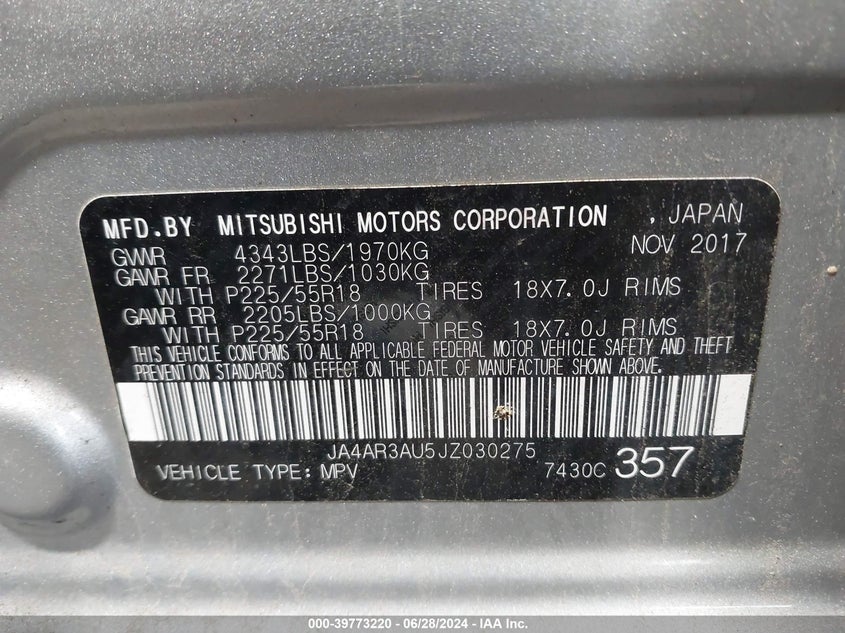 MFD.BY MITSUBISHI MOTORS CORPORATION , JAPAN
GVWR 4343LBS/1970KG NOV 2017
GAWR FR 2271LBS/1030KG
WITH P225/55R18 TIRES 18X7.0J RIMS
GAWR RR 2205LBS/1000KG
WITH P225/55R18 TIRES 18X7.0J RIMS
THIS VEHICLE CONFORMS TO ALL APPLICABLE FEDERAL MOTOR VEHICLE SAFETY AND THEFT
PREVENTION STANDARDS IN EFFECT ON THE DATE OF MANUFACTURE SHOWN ABOVE.
JA4AR3AU5JZ030275
VEHICLE TYPE: MPV 7430C 357
000-39773220 - 06/28/2024 - IAA Inc.